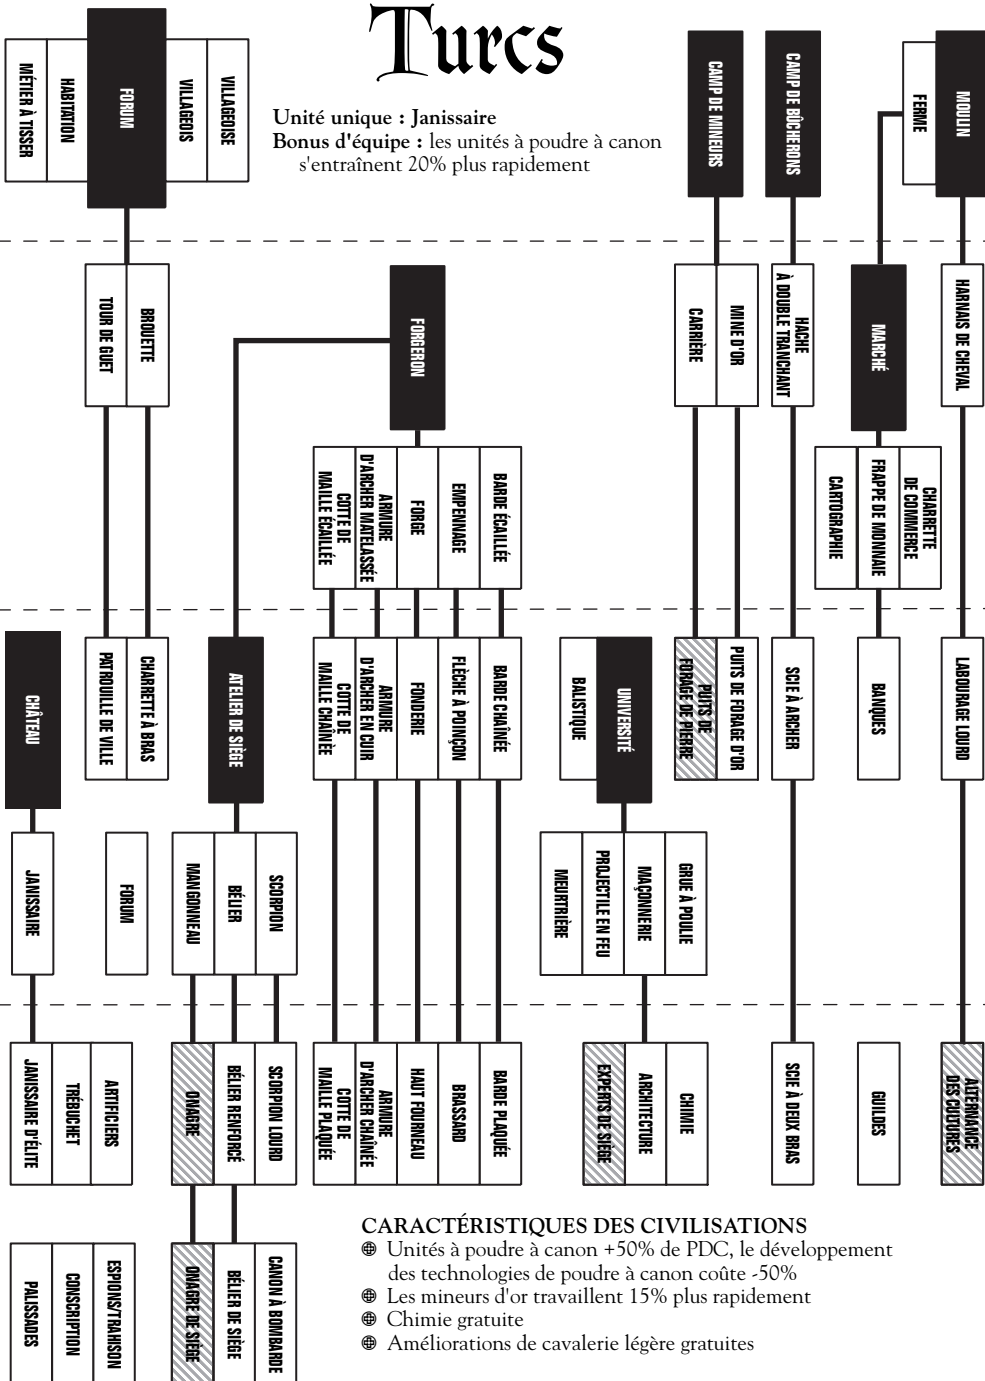 Turcs
Unité unique : Janissaire
Bonus d'équipe : les unités à poudre à canon
s'entraînent 20% plus rapidement
MÉTIER À TISSER
HABITATION
FORUM
VILLAGEOIS
VILLAGEOISE
CAMP DE MINEURS
CAMP DE BÛCHERONS
FERME
MOULIN
TOUR DE GUET
BROUETTE
FORGERON
CARRIÈRE
MINE D'OR
HACHE
À DOUBLE TRANCHANT
MARCHÉ
HARNAIS DE CHEVAL
COTTE DE
MAILLE ÉCAILLÉE
ARMURE
D'ARCHER MATELASSÉE
FORGE
EMPENNAGE
BARDE ÉCAILLÉE
CARTOGRAPHIE
FRAPPE DE MONNAIE
CHARRETTE
DE COMMERCE
CHÂTEAU
PATROUILLE DE VILLE
CHARRETTE À BRAS
ATELIER DE SIÈGE
COTTE DE
MAILLE CHAÎNÈE
ARMURE
D'ARCHER EN CUIR
FONDERIE
FLÈCHE À POINÇON
BARDE CHAÎNÉE
BALISTIQUE
UNIVERSITÉ
PUITS DE
FORAGE DE PIERRE
PUITS DE FORAGE D'OR
SCIE À ARCHER
BANQUES
LABOURAGE LOURD
JANISSAIRE
FORUM
MANGONNEAU
BÉLIER
SCORPION
MEURTRIÈRE
PROJECTILE EN FEU
MAÇONNERIE
GRUE À POULIE
JANISSAIRE D'ÉLITE
TRÉBUCHET
ARTIFICIERS
ONAGRE
BÉLIER RENFORCÉ
SCORPION LOURD
COTTE DE
MAILLE PLAQUÉE
ARMURE
D'ARCHER CHAÎNÉE
HAUT FOURNEAU
BRASSARD
BARDE PLAQUÉE
EXPERTS DE SIÈGE
ARCHITECTURE
CHIMIE
SCIE À DEUX BRAS
GUILDES
ALTERNANCE
DES CULTURES
PALISSADES
CONSCRIPTION
ESPIONS/TRAHISON
ONAGRE DE SIÈGE
BÉLIER DE SIÈGE
CANON À BOMBARDE
CARACTÉRISTIQUES DES CIVILISATIONS
Unités à poudre à canon +50% de PDC, le développement
des technologies de poudre à canon coûte -50%
Les mineurs d'or travaillent 15% plus rapidement
Chimie gratuite
Améliorations de cavalerie légère gratuites